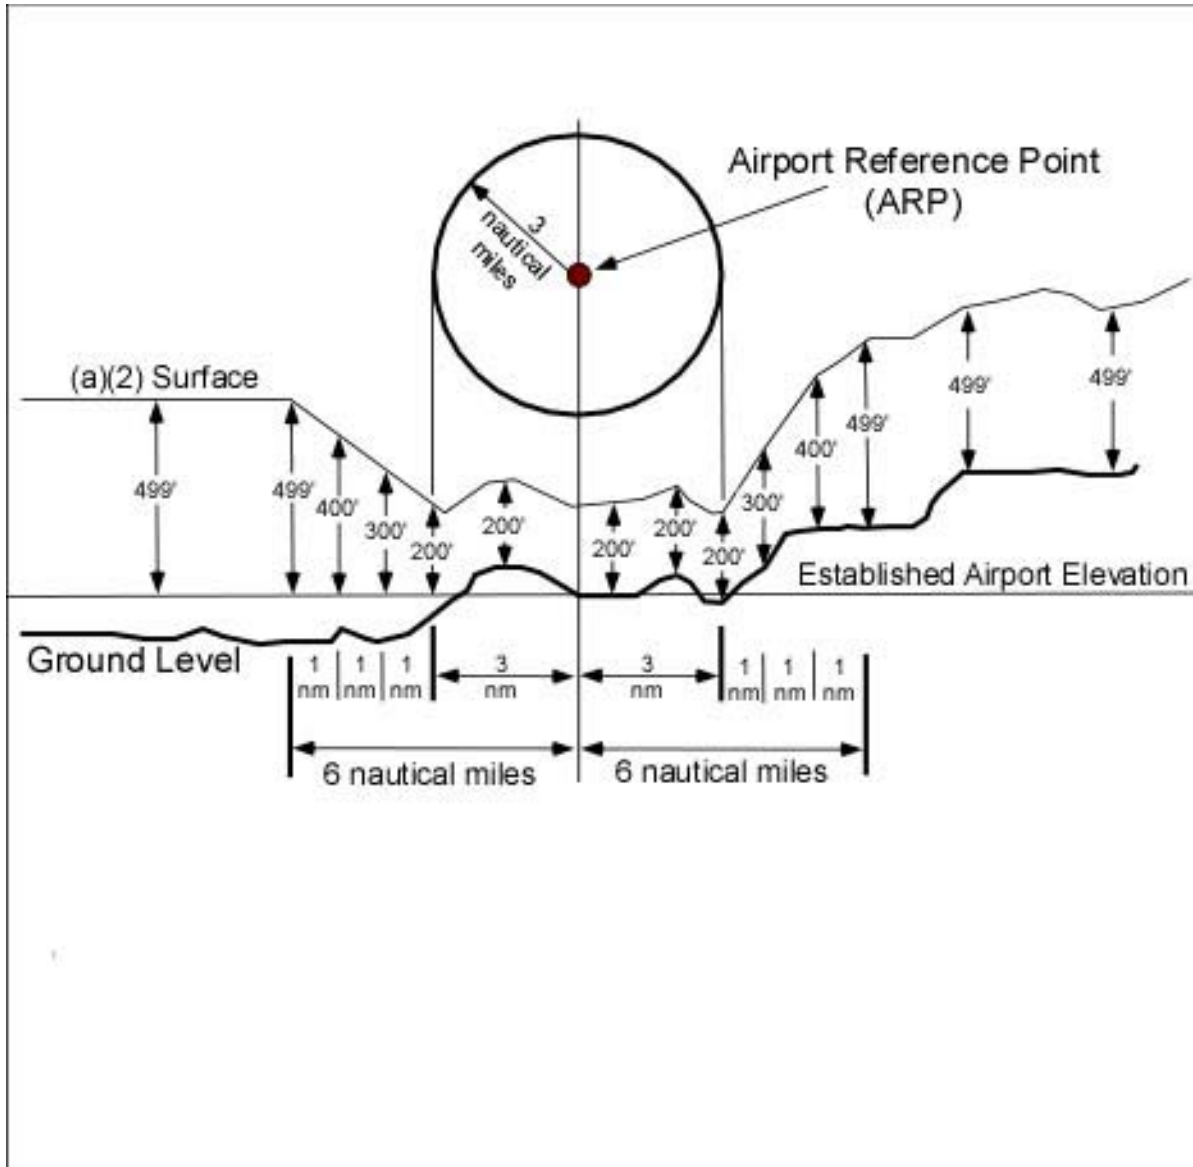 Airport Reference Point
(ARP)
3
nautical
miles
(a)(2) Surface
499'
499'
400'
300'
200'
200'
200'
200'
200'
300'
400'
499'
499'
499'
Established Airport Elevation
Ground Level
1
nm
1
nm
1
nm
3
nm
3
nm
1
nm
1
nm
1
nm
6 nautical miles
6 nautical miles